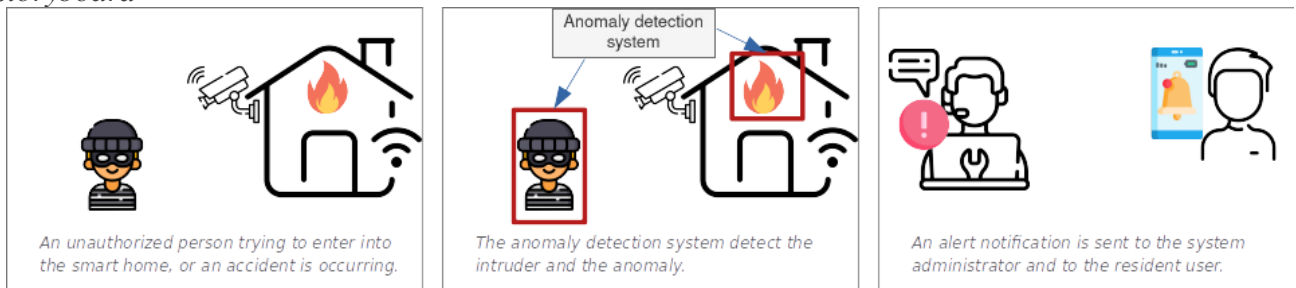 Storyboard
Anomaly detection
system
An unauthorized person trying to enter into
the smart home, or an accident is occurring.
The anomaly detection system detect the
intruder and the anomaly.
An alert notification is sent to the system
administrator and to the resident user.